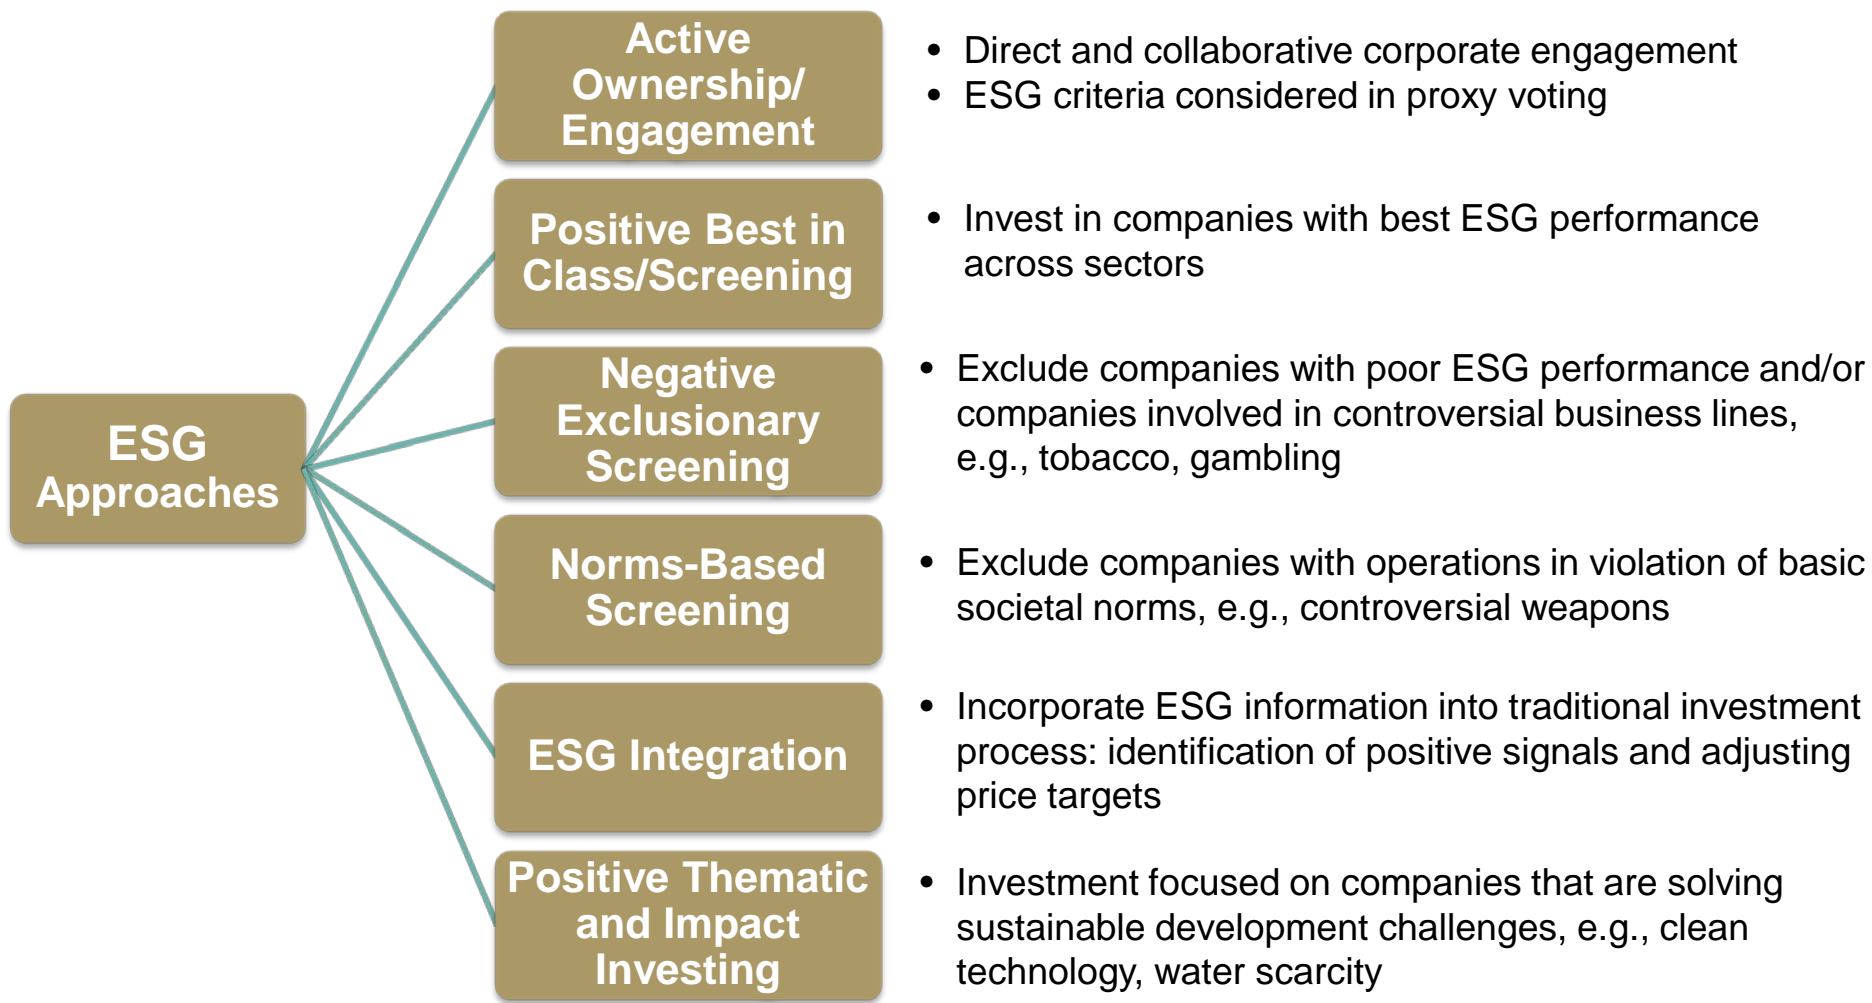 ESG
Approaches
Active
Ownership/
Engagement
• Direct and collaborative corporate engagement
• ESG criteria considered in proxy voting
Positive Best in
Class/Screening
• Invest in companies with best ESG performance
across sectors
Negative
Exclusionary
Screening
• Exclude companies with poor ESG performance and/or
companies involved in controversial business lines,
e.g., tobacco, gambling
Norms-Based
Screening
• Exclude companies with operations in violation of basic
societal norms, e.g., controversial weapons
ESG Integration
• Incorporate ESG information into traditional investment
process: identification of positive signals and adjusting
price targets
Positive Thematic
and Impact
Investing
• Investment focused on companies that are solving
sustainable development challenges, e.g., clean
technology, water scarcity